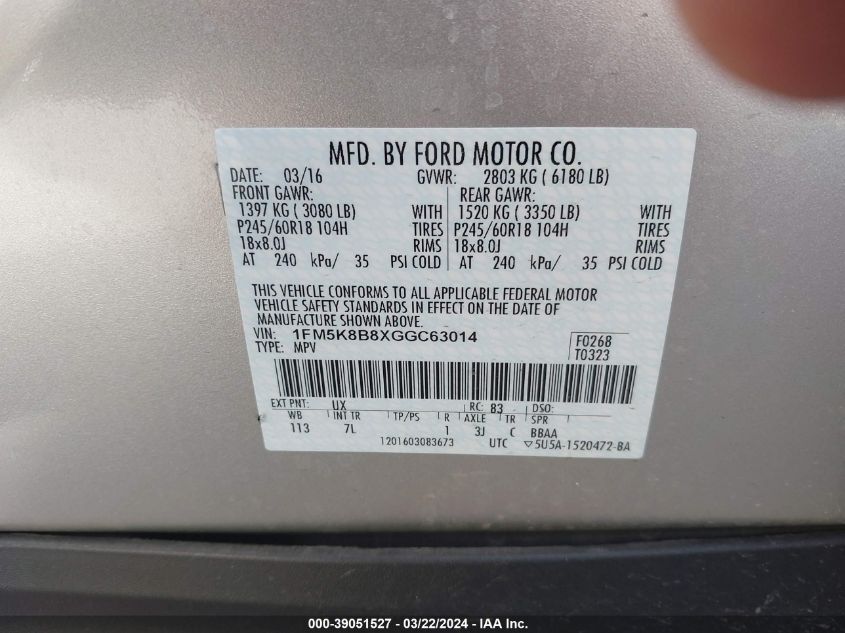 MFD. BY FORD MOTOR CO.
DATE: 03/16 GVWR: 2803 KG ( 6180 LB)
FRONT GAWR: REAR GAWR:
1397 KG ( 3080 LB) WITH 1520 KG ( 3350 LB) WITH
P245/60R18 104H TIRES P245/60R18 104H TIRES
18x8.0J RIMS 18x8.0J RIMS
AT 240 kPa/ 35 PSI COLD AT 240 kPa/ 35 PSI COLD
THIS VEHICLE CONFORMS TO ALL APPLICABLE FEDERAL MOTOR
VEHICLE SAFETY STANDARDS IN EFFECT ON THE DATE OF
MANUFACTURE SHOWN ABOVE.
VIN: 1FM5K8B8XGGC63014 F0268
TYPE: MPV T0323
EXT PNT: UX RC: 83 DSO:
WB INT TR TP/PS R AXLE TR SPR
113 7L 1 3J C BBAA
1201603083673 UTC ▽5U5A-1520472-BA
000-39051527 - 03/22/2024 - IAA Inc.